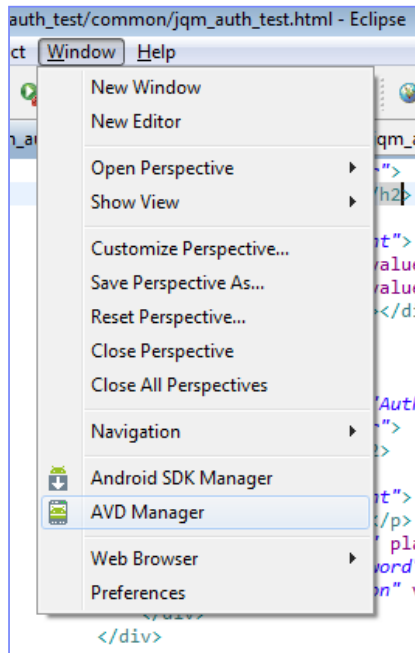 auth_test/common/jqm_auth_test.html - Eclipse
ct Window Help
New Window
New Editor
Open Perspective
Show View
Customize Perspective...
Save Perspective As...
Reset Perspective...
Close Perspective
Close All Perspectives
Navigation
Android SDK Manager
AVD Manager
Web Browser
Preferences
</div>
</div>